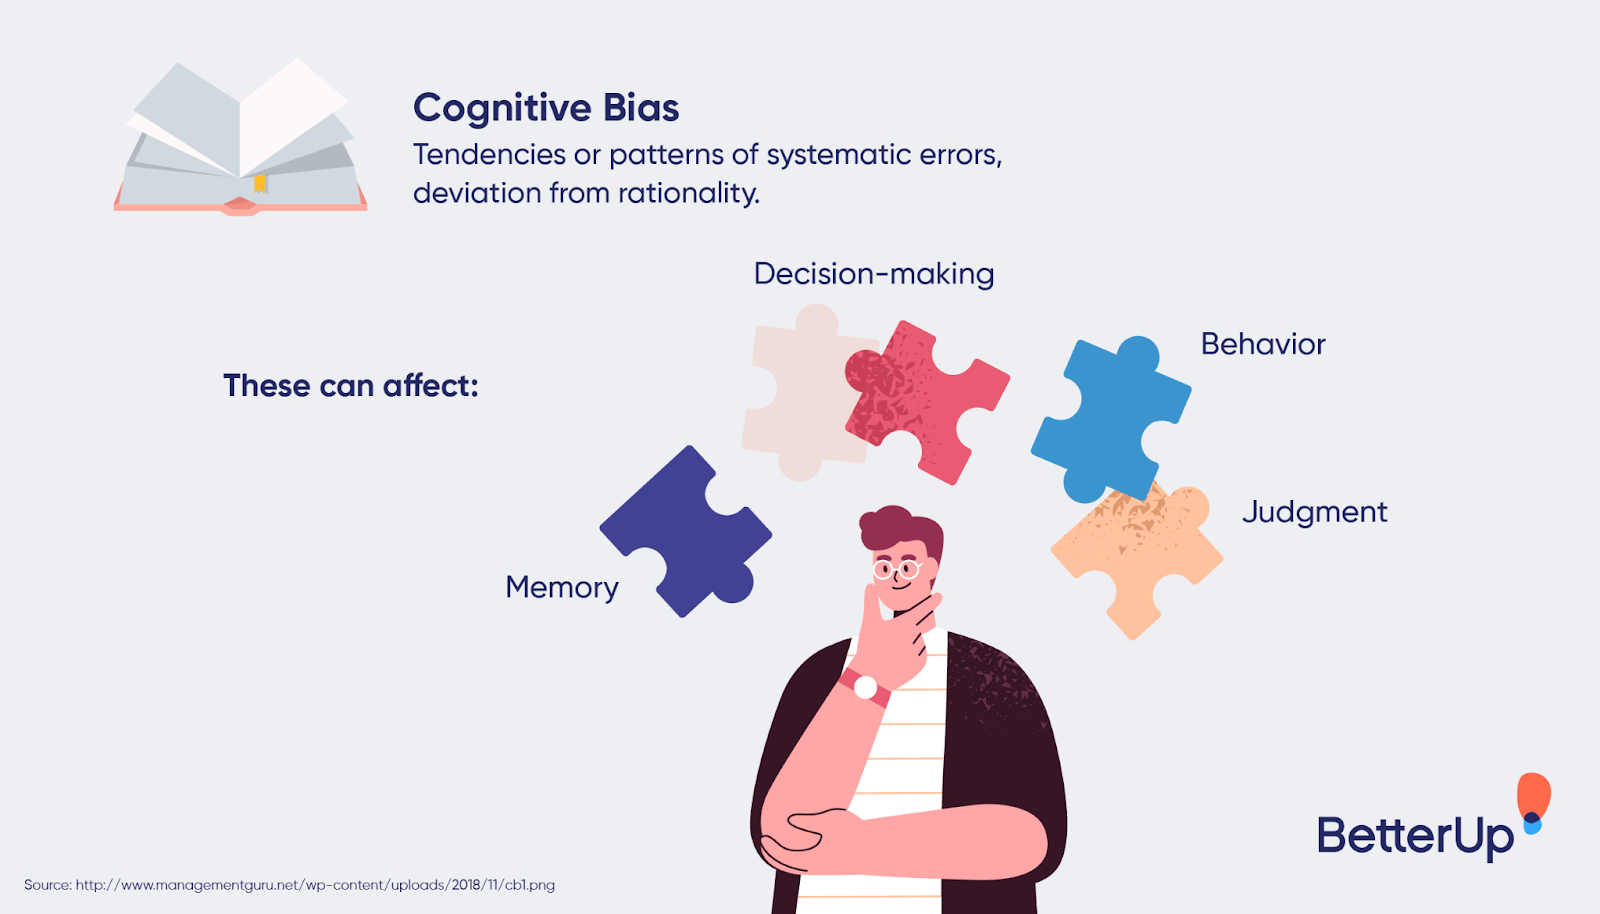 Cognitive Bias
Tendencies or patterns of systematic errors,
deviation from rationality.
Decision-making
Behavior
These can affect:
Judgment
Memory
BetterUp
Source: http://www.managementguru.net/wp-content/uploads/2018/11/cb1.png